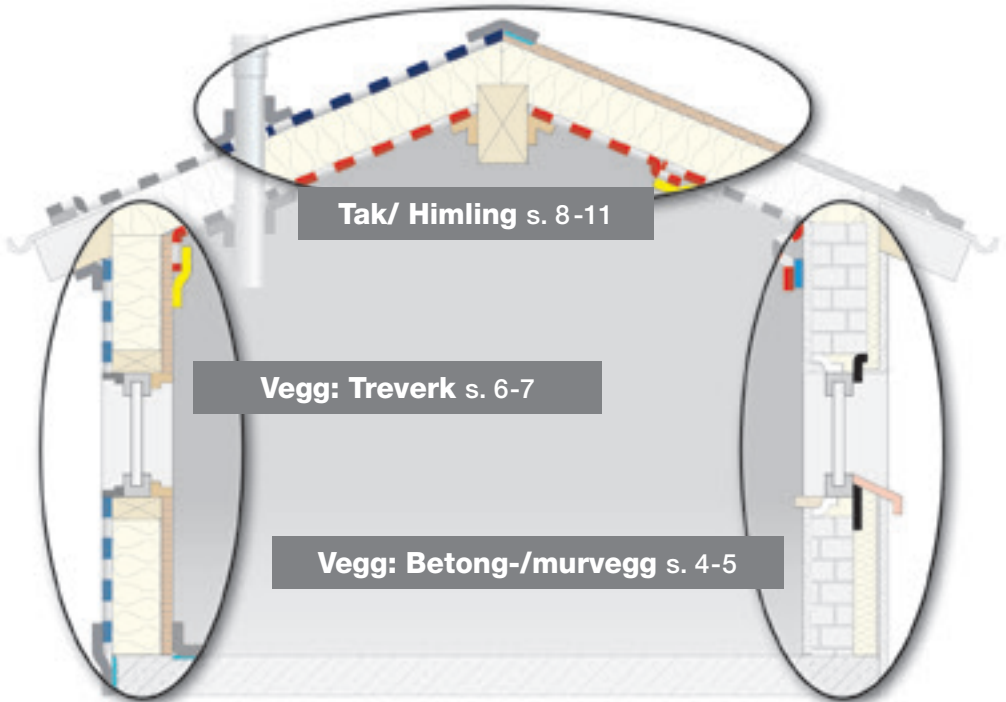 Tak/ Himling s. 8-11
Vegg: Treverk s. 6-7
Vegg: Betong-/murvegg s. 4-5